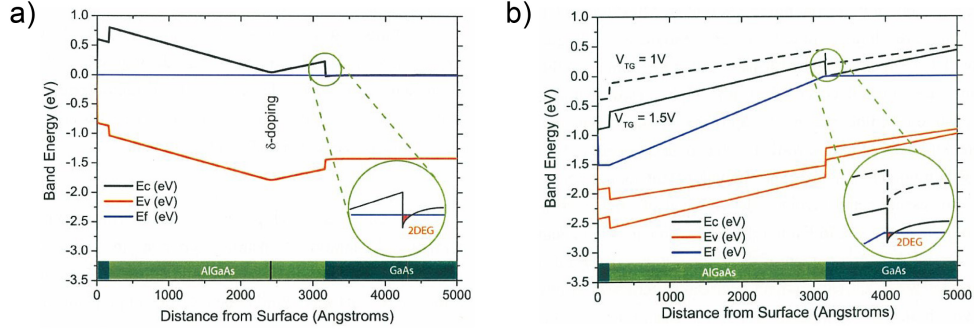 a)
1.0
0.5
0.0
-0.5
-1.0
-1.5
-2.0
-2.5
-3.0
-3.5
Band Energy (eV)
δ-doping
Ec (eV)
Ev (eV)
Ef (eV)
2DEG
AlGaAs
GaAs
0
1000
2000
3000
4000
5000
Distance from Surface (Angstroms)
b)
1.0
0.5
0.0
-0.5
-1.0
-1.5
-2.0
-2.5
-3.0
-3.5
Band Energy (eV)
VTG = 1V
VTG = 1.5V
Ec (eV)
Ev (eV)
Ef (eV)
2DEG
AlGaAs
GaAs
0
1000
2000
3000
4000
5000
Distance from Surface (Angstroms)